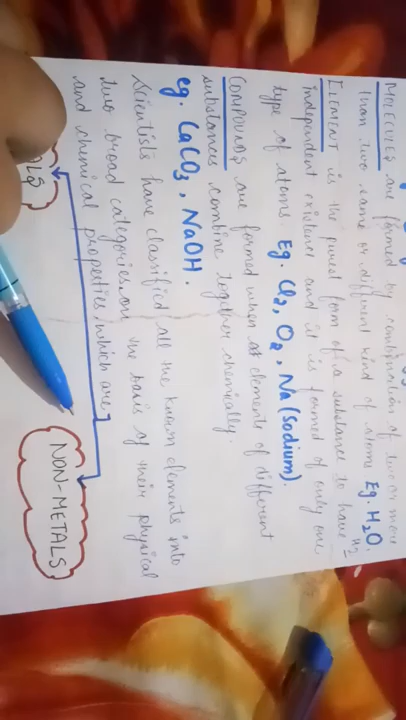 MOLECULES are formed by combination of two or more
than two same or different kind of atoms Eg. H2O,
H2
ELEMENT is the purest form of a substance to have
independent existence and it is formed of only one
type of atoms. Eg. Cl2, O2, Na (Sodium).
COMPOUNDS are formed when elements of different
substances combine together chemically.
eg. CaCO3, NaOH.
Scientists have classified all the known elements into
two broad categories on the basis of their physical
and chemical properties, which are
NON-METALS